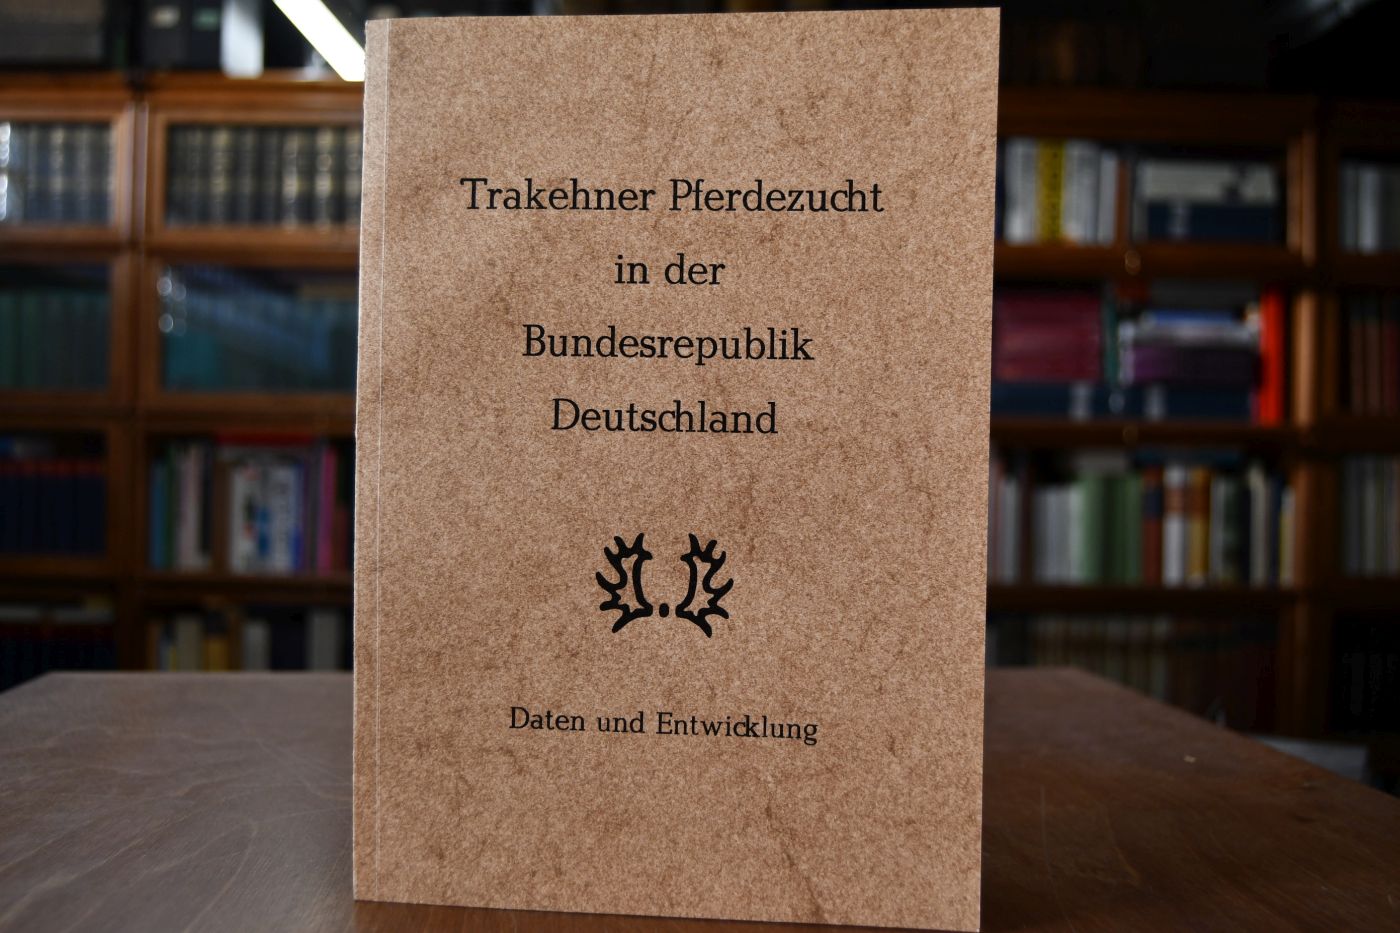 Trakehner Pferdezucht
in der
Bundesrepublik
Deutschland
Daten und Entwicklung